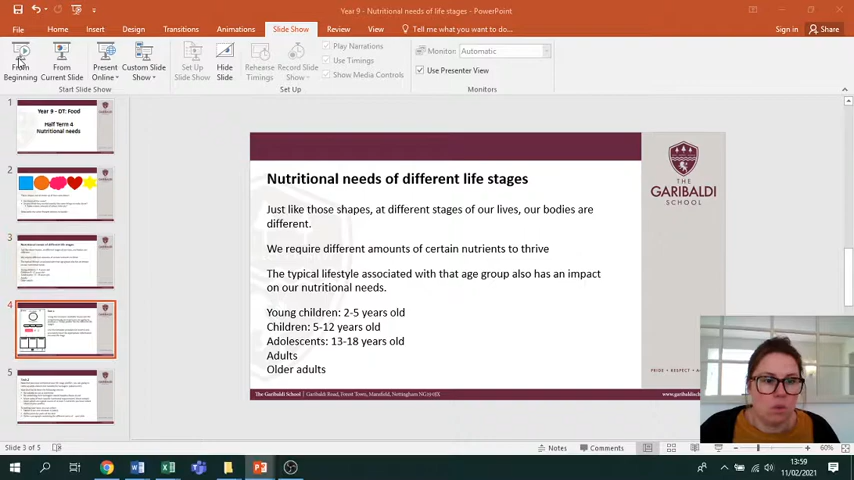 Year 9 - Nutritional needs of life stages - PowerPoint
File Home Insert Design Transitions Animations Slide Show Review View Tell me what you want to do... Sign in Share
From Beginning
From Current Slide
Present Online
Custom Slide Show
Set Up Slide Show
Hide Slide
Rehearse Timings
Record Slide Show
Play Narrations
Use Timings
Show Media Controls
Monitor: Automatic
Use Presenter View
Start Slide Show Set Up Monitors
1
Year 9 - DT: Food
Half Term 4
Nutritional needs
2
3
4
5
Nutritional needs of different life stages
Just like those shapes, at different stages of our lives, our bodies are
different.
We require different amounts of certain nutrients to thrive
The typical lifestyle associated with that age group also has an impact
on our nutritional needs.
Young children: 2-5 years old
Children: 5-12 years old
Adolescents: 13-18 years old
Adults
Older adults
THE
GARIBALDI
SCHOOL
The Garibaldi School | Garibaldi Road, Forest Town, Mansfield, Nottingham
Slide 3 of 5 Notes Comments 60%
13:59
11/02/2021